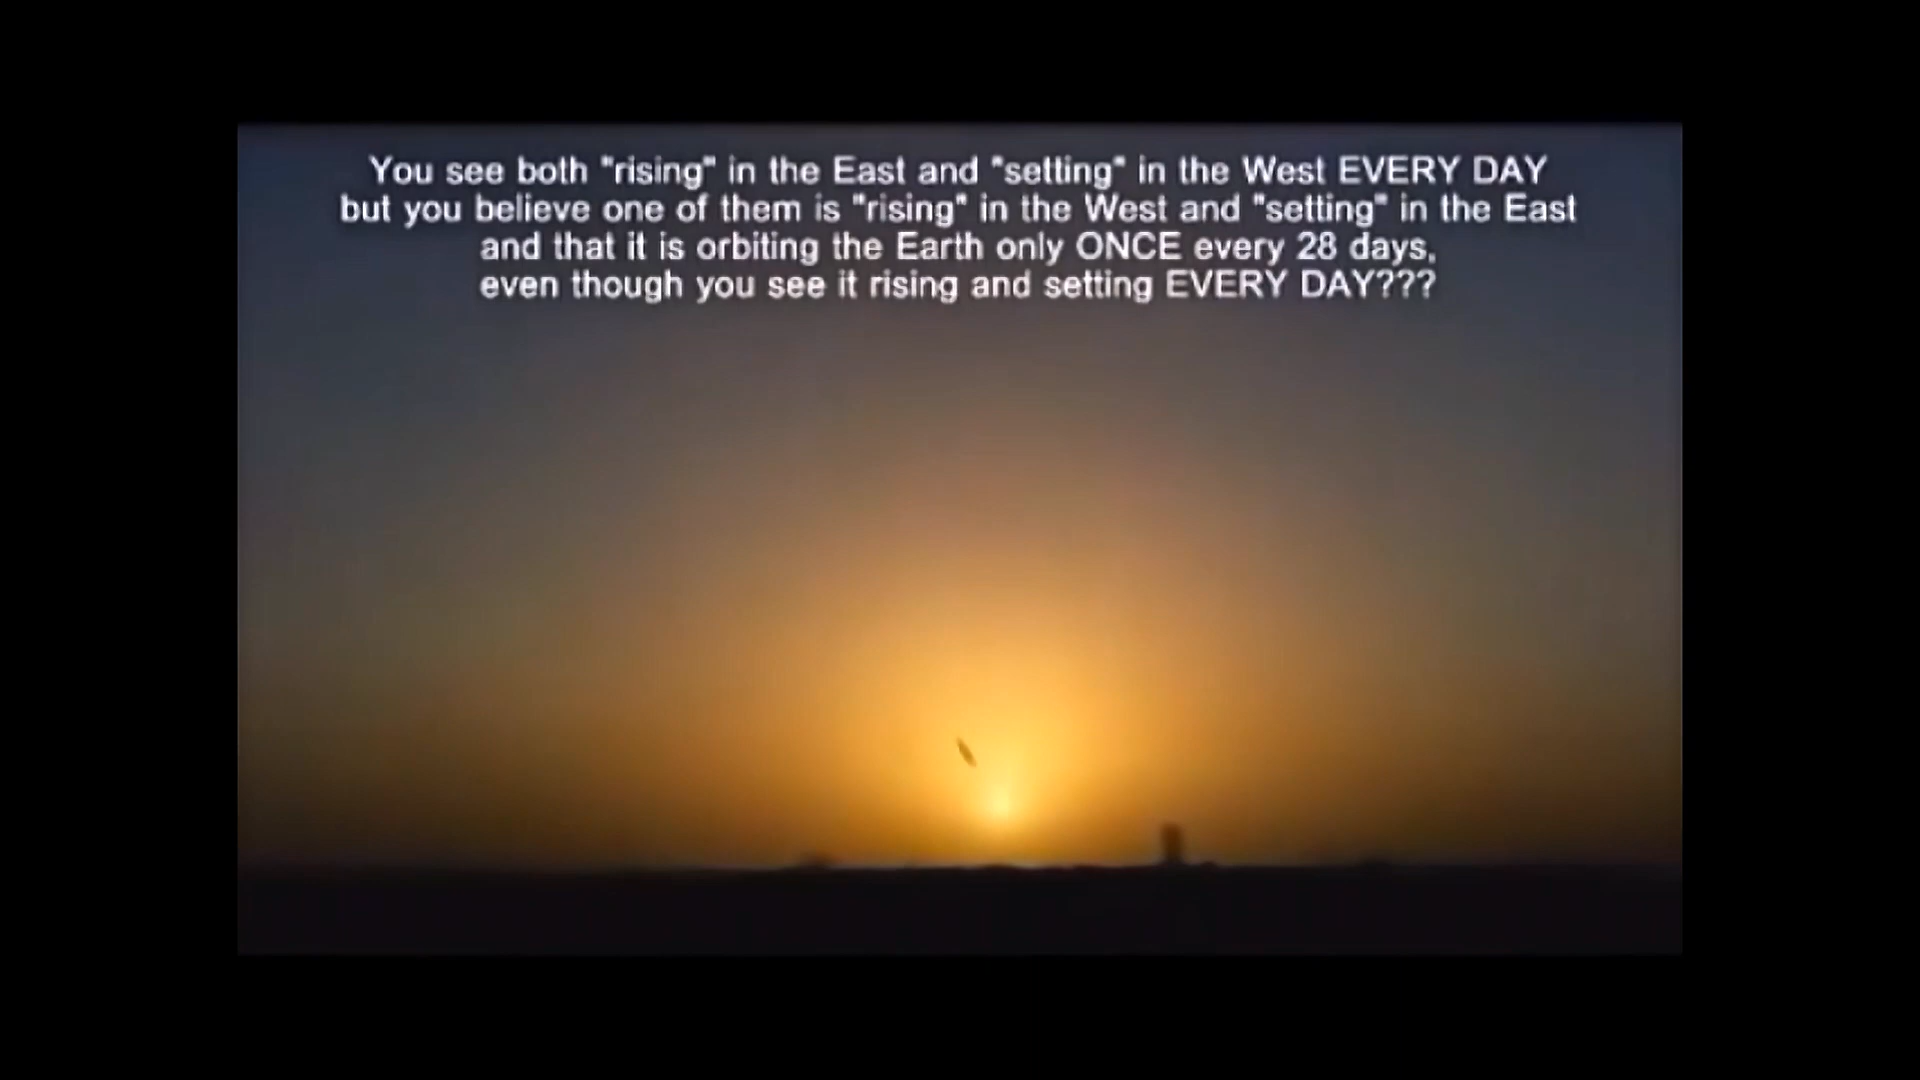 You see both "rising" in the East and "setting" in the West EVERY DAY
but you believe one of them is "rising" in the West and "setting" in the East
and that it is orbiting the Earth only ONCE every 28 days,
even though you see it rising and setting EVERY DAY???